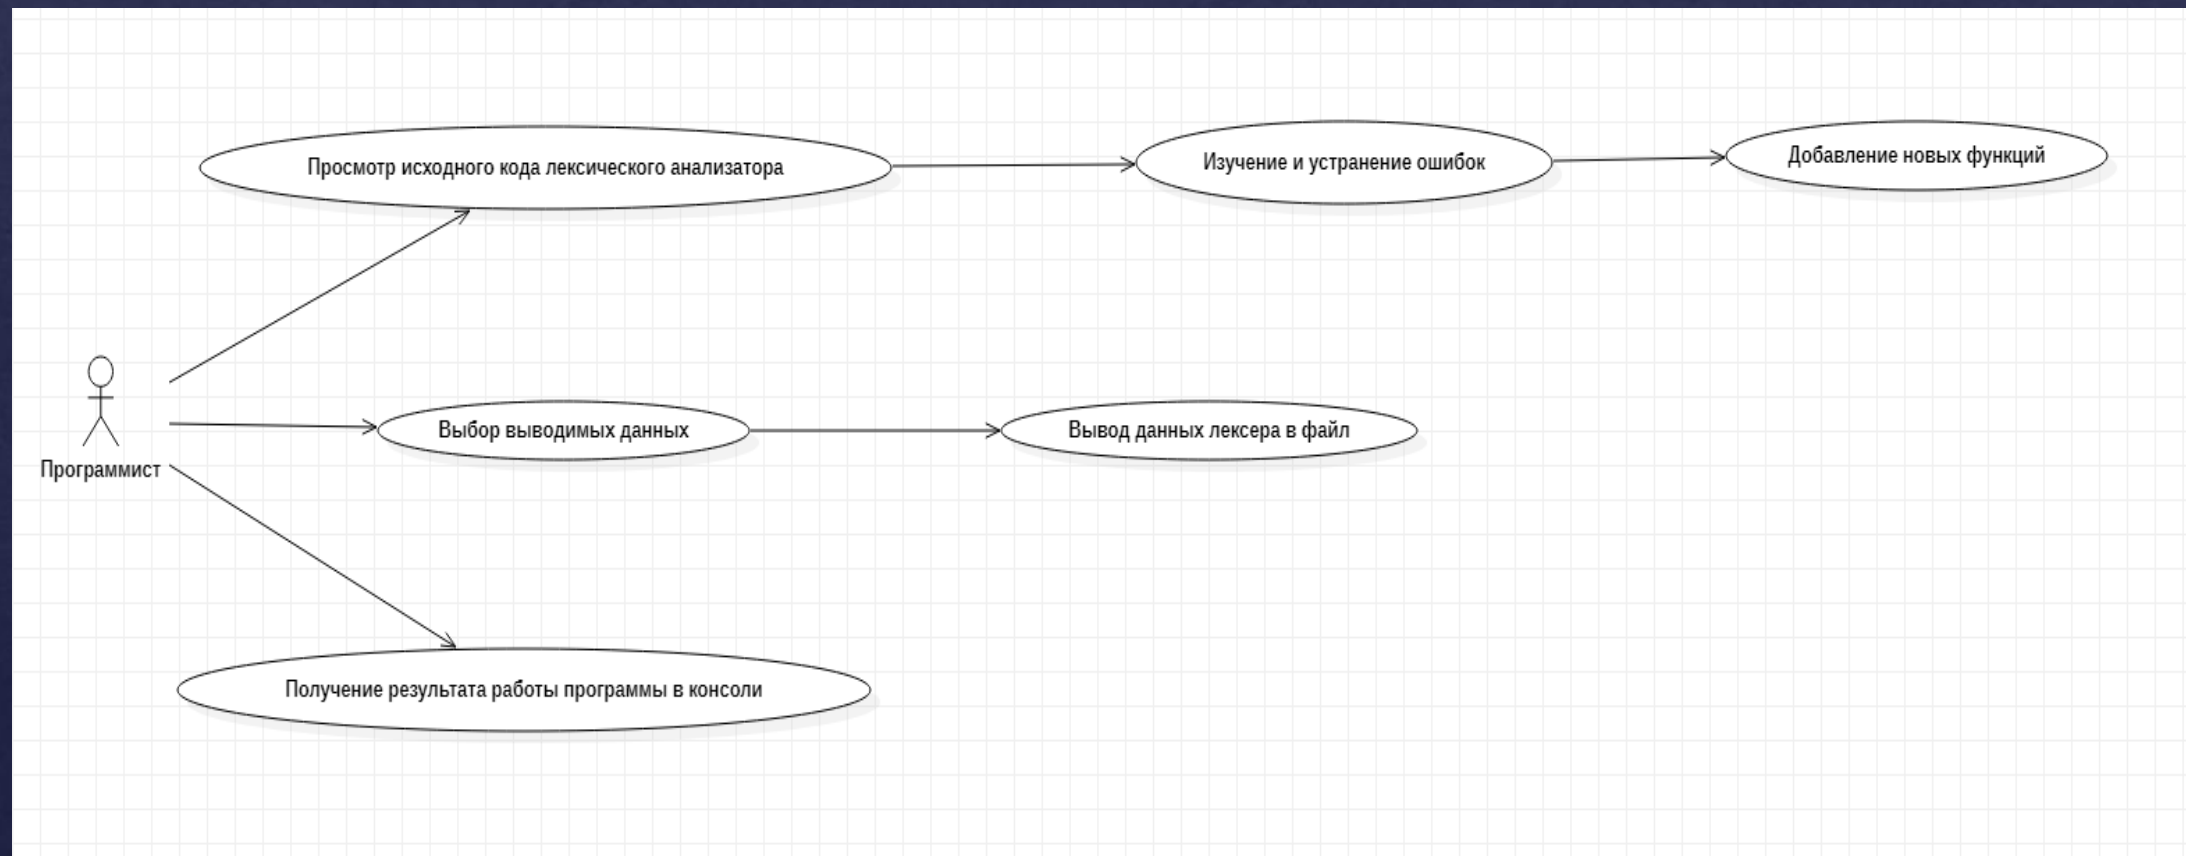 Просмотр исходного кода лексического анализатора
Изучение и устранение ошибок
Добавление новых функций
Программист
Выбор выводимых данных
Вывод данных лексера в файл
Получение результата работы программы в консоли